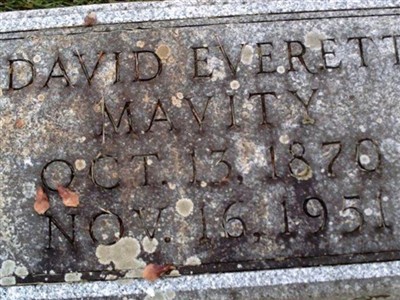 DAVID EVERETT
MAVITY
OCT. 13, 1870
NOV. 16, 1951